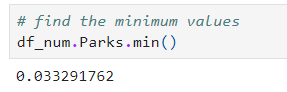 # find the minimum values
df_num.Parks.min()
0.033291762